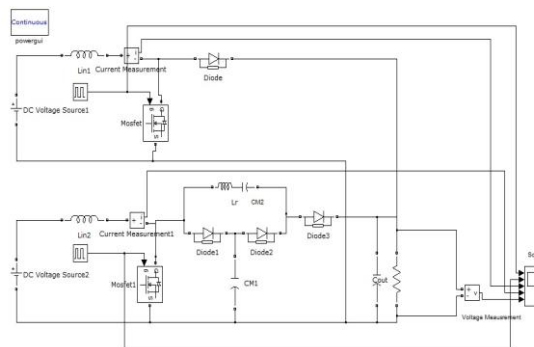 Continuous
powergui
Lin1
Current Measurement
Diode
DC Voltage Source1
Mosfet
g
D
S
Lr
CM2
Lin2
Current Measurement1
Diode1
Diode2
Diode3
DC Voltage Source2
Mosfet1
g
D
S
CM1
Cout
Voltage Measurement